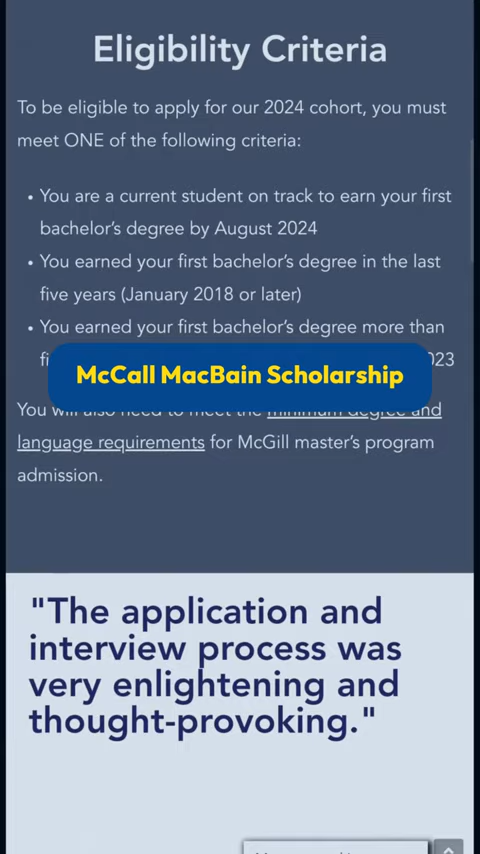 Eligibility Criteria
To be eligible to apply for our 2024 cohort, you must
meet ONE of the following criteria:
• You are a current student on track to earn your first
bachelor's degree by August 2024
• You earned your first bachelor's degree in the last
five years (January 2018 or later)
• You earned your first bachelor's degree more than
McCall MacBain Scholarship
You will also need to meet the minimum degree and
language requirements for McGill master's program
admission.
"The application and
interview process was
very enlightening and
thought-provoking."